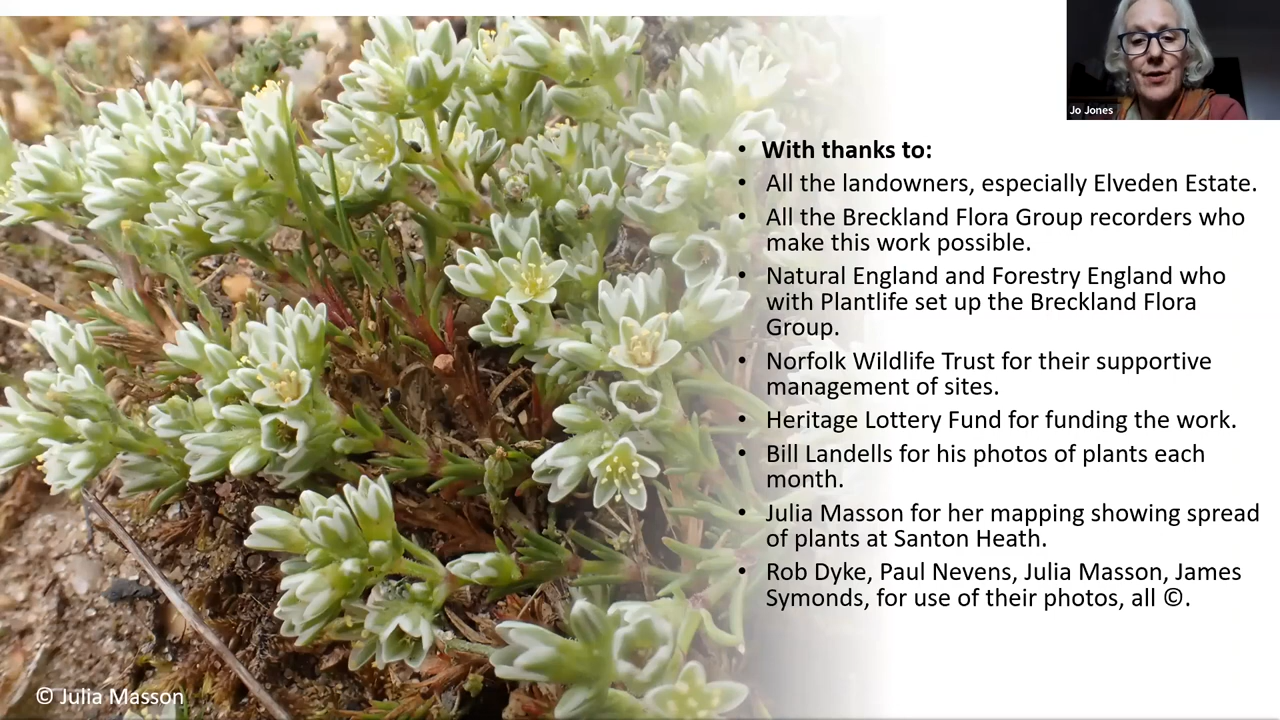 Jo Jones
• With thanks to:
• All the landowners, especially Elveden Estate.
• All the Breckland Flora Group recorders who
make this work possible.
• Natural England and Forestry England who
with Plantlife set up the Breckland Flora
Group.
• Norfolk Wildlife Trust for their supportive
management of sites.
• Heritage Lottery Fund for funding the work.
• Bill Landells for his photos of plants each
month.
• Julia Masson for her mapping showing spread
of plants at Santon Heath.
• Rob Dyke, Paul Nevens, Julia Masson, James
Symonds, for use of their photos, all ©.
© Julia Masson